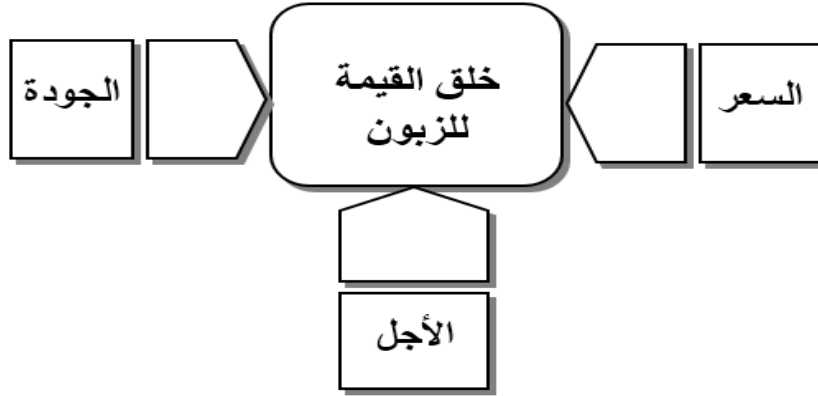 خلق القيمة
للزبون
السعر
الجودة
الأجل